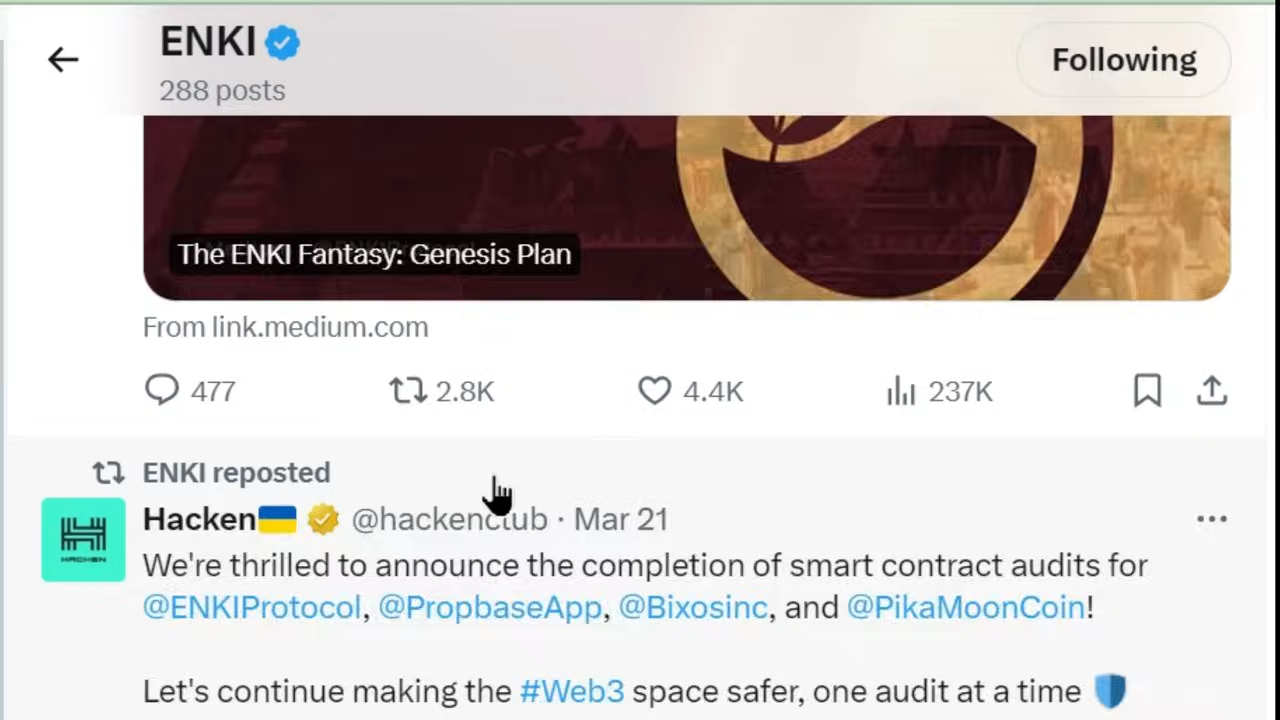 ENKI
288 posts
Following
The ENKI Fantasy: Genesis Plan
From link.medium.com
477 2.8K 4.4K 237K
ENKI reposted
Hacken @hackenclub · Mar 21
HACKEN
We're thrilled to announce the completion of smart contract audits for
@ENKIProtocol, @PropbaseApp, @Bixosinc, and @PikaMoonCoin!
Let's continue making the #Web3 space safer, one audit at a time